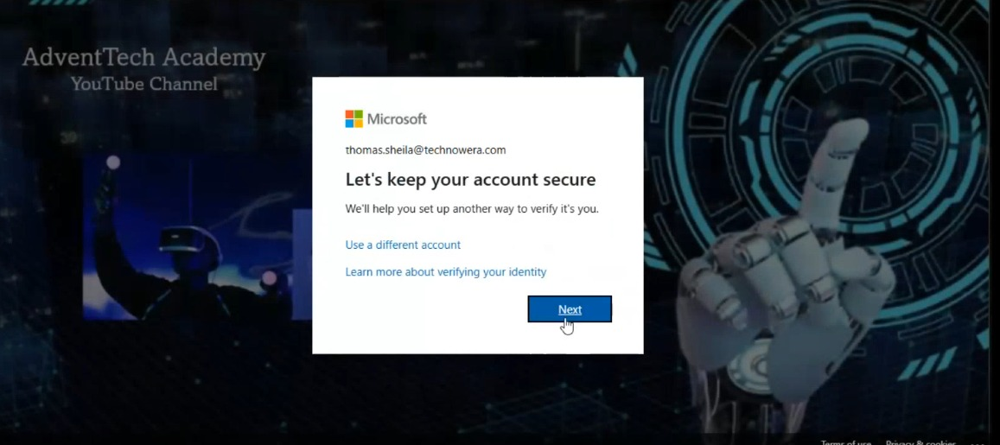 AdventTech Academy
YouTube Channel
Microsoft
thomas.sheila@technowera.com
Let's keep your account secure
We'll help you set up another way to verify it's you.
Use a different account
Learn more about verifying your identity
Next
Terms of use Privacy & cookies ...